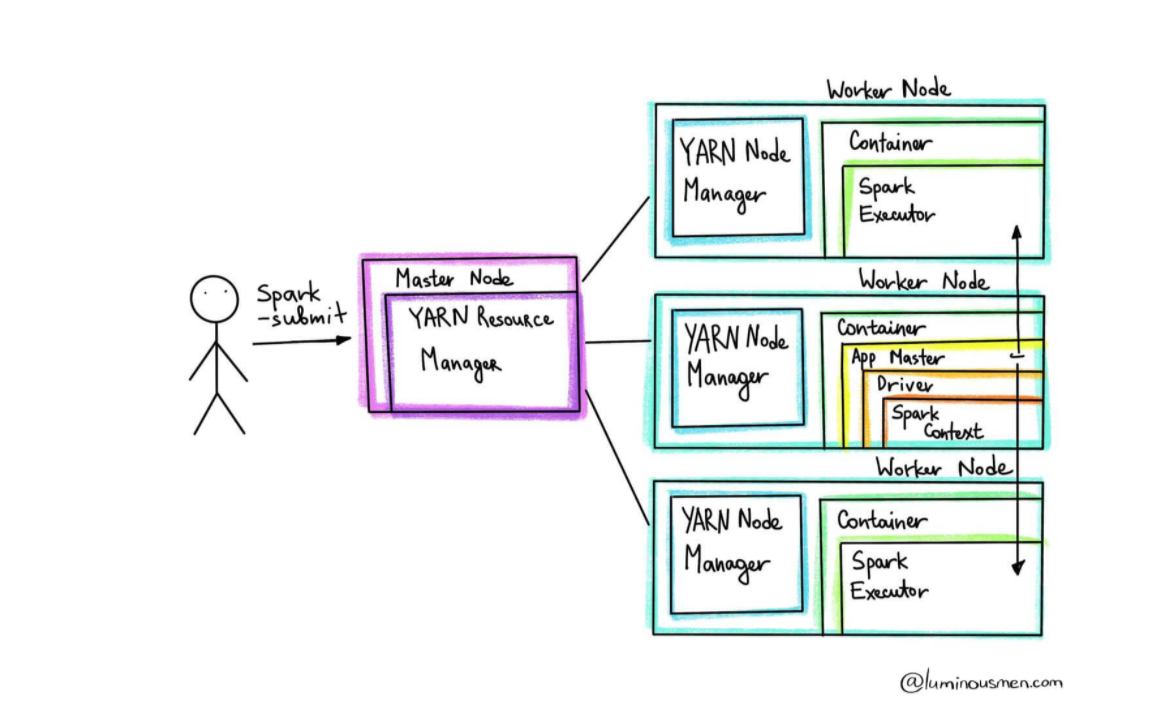 Spark
-submit
Master Node
YARN Resource
Manager
Worker Node
YARN Node
Manager
Container
Spark
Executor
Worker Node
YARN Node
Manager
Container
App Master
Driver
Spark
Context
Worker Node
YARN Node
Manager
Container
Spark
Executor
@luminousmen.com